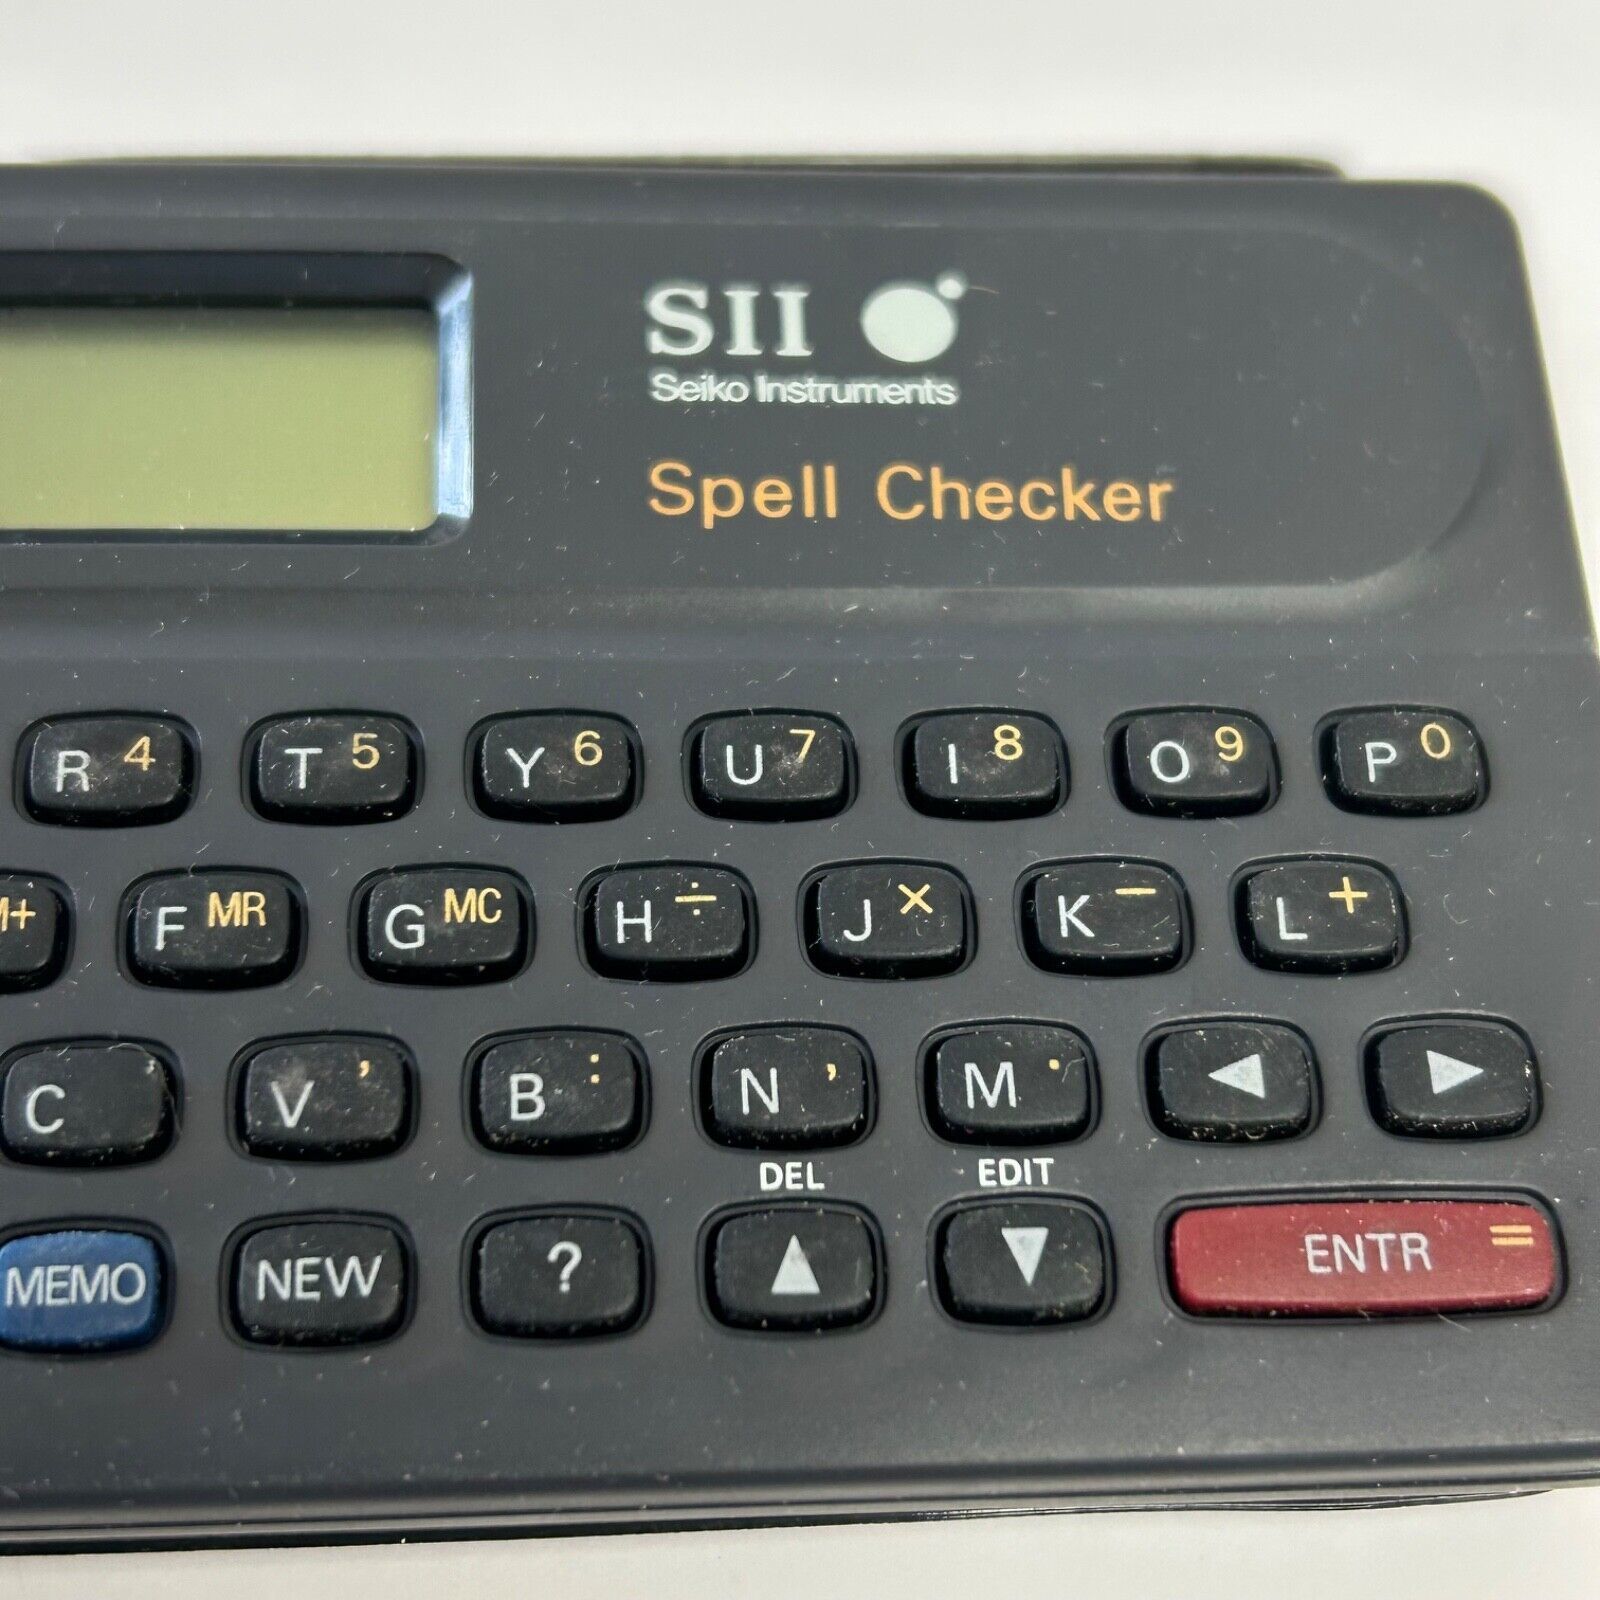 SII
Seiko Instruments
Spell Checker
R 4 T 5 Y 6 U 7 I 8 O 9 P 0
M+ F MR G MC H ÷ J × K − L +
C V ’ B : N , M .
DEL EDIT
MEMO NEW ? ENTR =